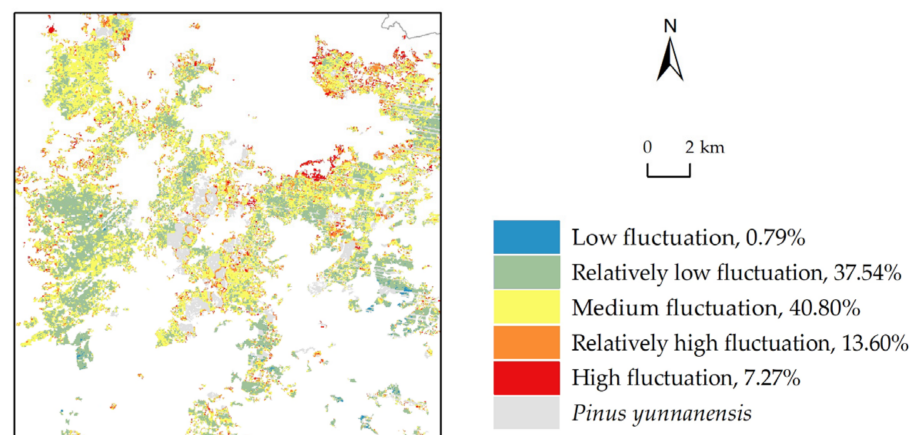 N
0 2 km
Low fluctuation, 0.79%
Relatively low fluctuation, 37.54%
Medium fluctuation, 40.80%
Relatively high fluctuation, 13.60%
High fluctuation, 7.27%
Pinus yunnanensis